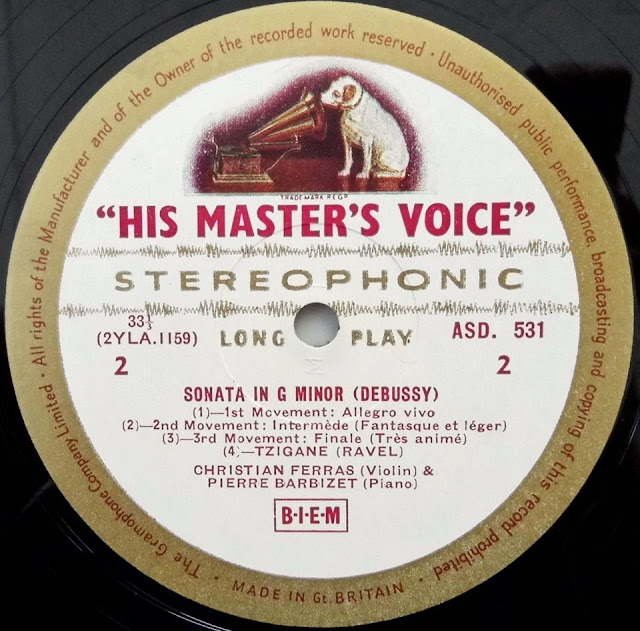 The Gramophone Company Limited · All rights of the Manufacturer and of the Owner of the recorded work reserved · Unauthorised public performance, broadcasting and copying of this record prohibited ·
TRADE MARK REGD
“HIS MASTER'S VOICE”
STEREOPHONIC
33⅓
(2YLA.1159) LONG PLAY ASD. 531
2 2
M
SONATA IN G MINOR (DEBUSSY)
(1)—1st Movement: Allegro vivo
(2)—2nd Movement: Intermède (Fantasque et léger)
(3)—3rd Movement: Finale (Très animé)
(4)—TZIGANE (RAVEL)
CHRISTIAN FERRAS (Violin) &
PIERRE BARBIZET (Piano)
B·I·E·M
MADE IN Gt. BRITAIN